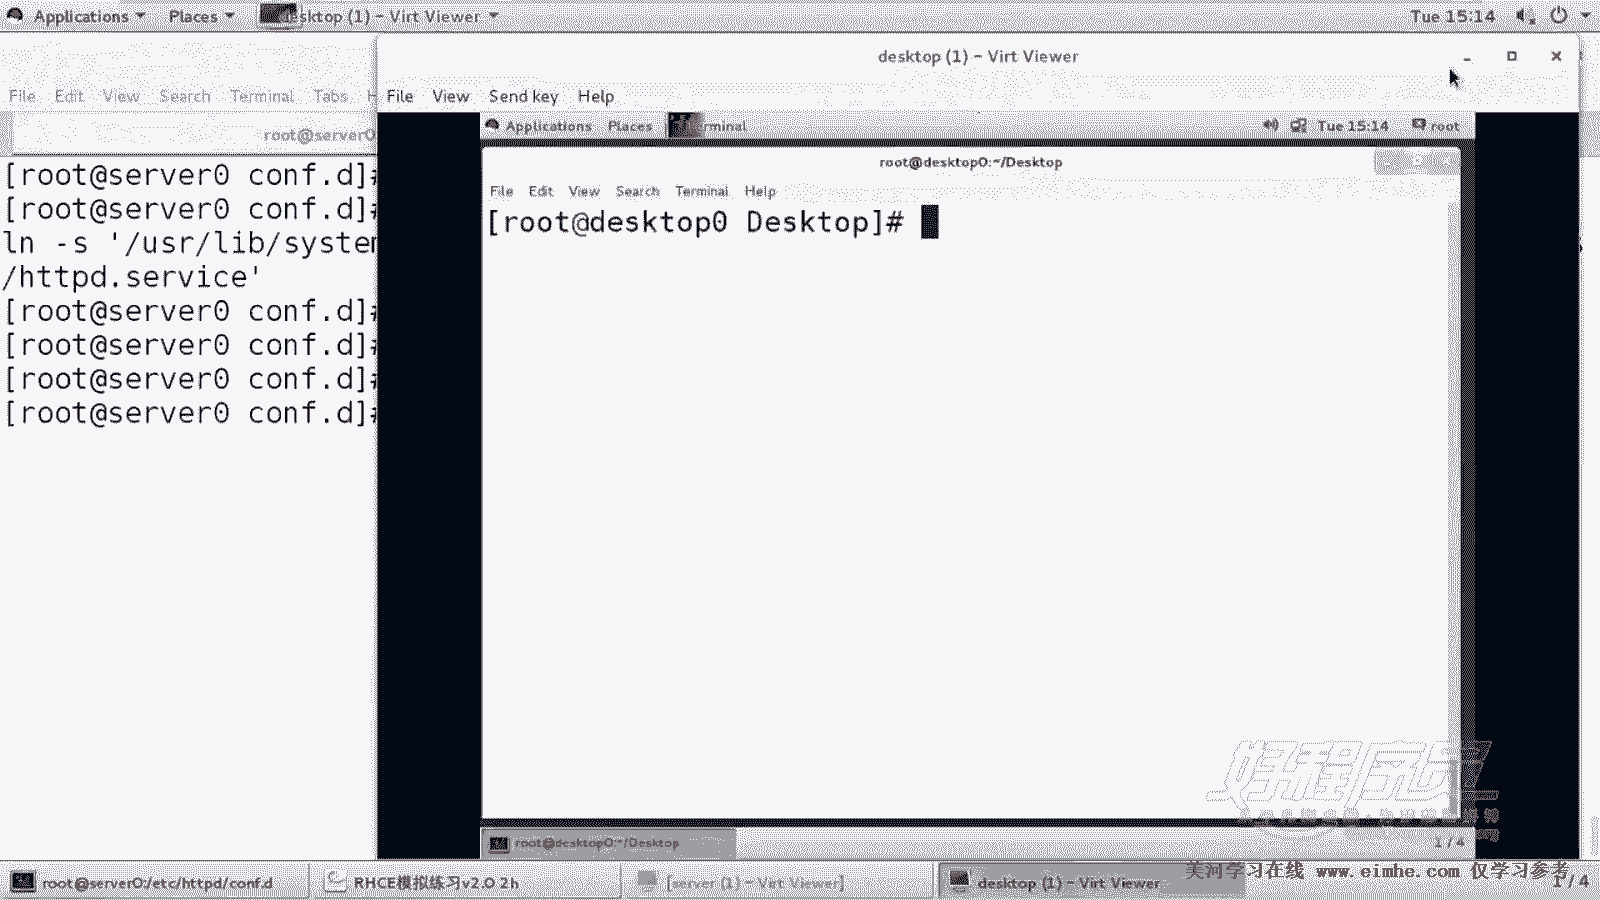 Applications Places desktop (1) – Virt Viewer Tue 15:14
desktop (1) – Virt Viewer
File Edit View Search Terminal Tabs
File View Send key Help
root@server0
Applications Places Terminal Tue 15:14 root
root@desktop0:~/Desktop
File Edit View Search Terminal Help
[root@desktop0 Desktop]#
[root@server0 conf.d]#
[root@server0 conf.d]#
ln -s '/usr/lib/system
/httpd.service'
[root@server0 conf.d]#
[root@server0 conf.d]#
[root@server0 conf.d]#
[root@server0 conf.d]#
好程序员
root@desktop0:~/Desktop
1 / 4
美河学习在线 www.eimhe.com 仅学习参考
root@server0:/etc/httpd/conf.d RHCE模拟练习v2.0 2h [server (1) – Virt Viewer] desktop (1) – Virt Viewer 1 / 4